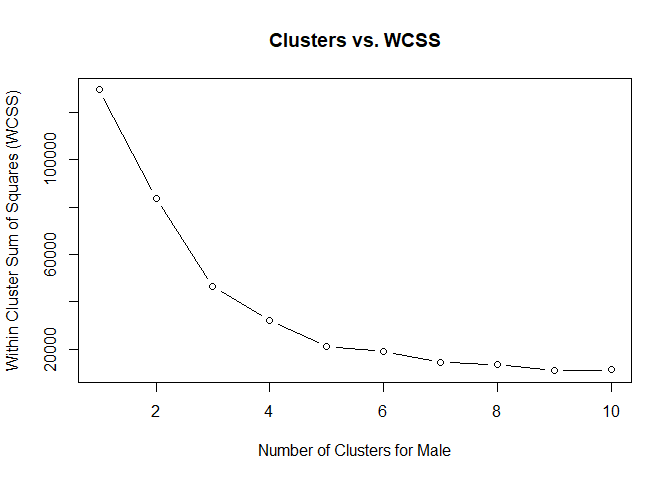 Clusters vs. WCSS
Within Cluster Sum of Squares (WCSS)
100000
60000
20000
2
4
6
8
10
Number of Clusters for Male